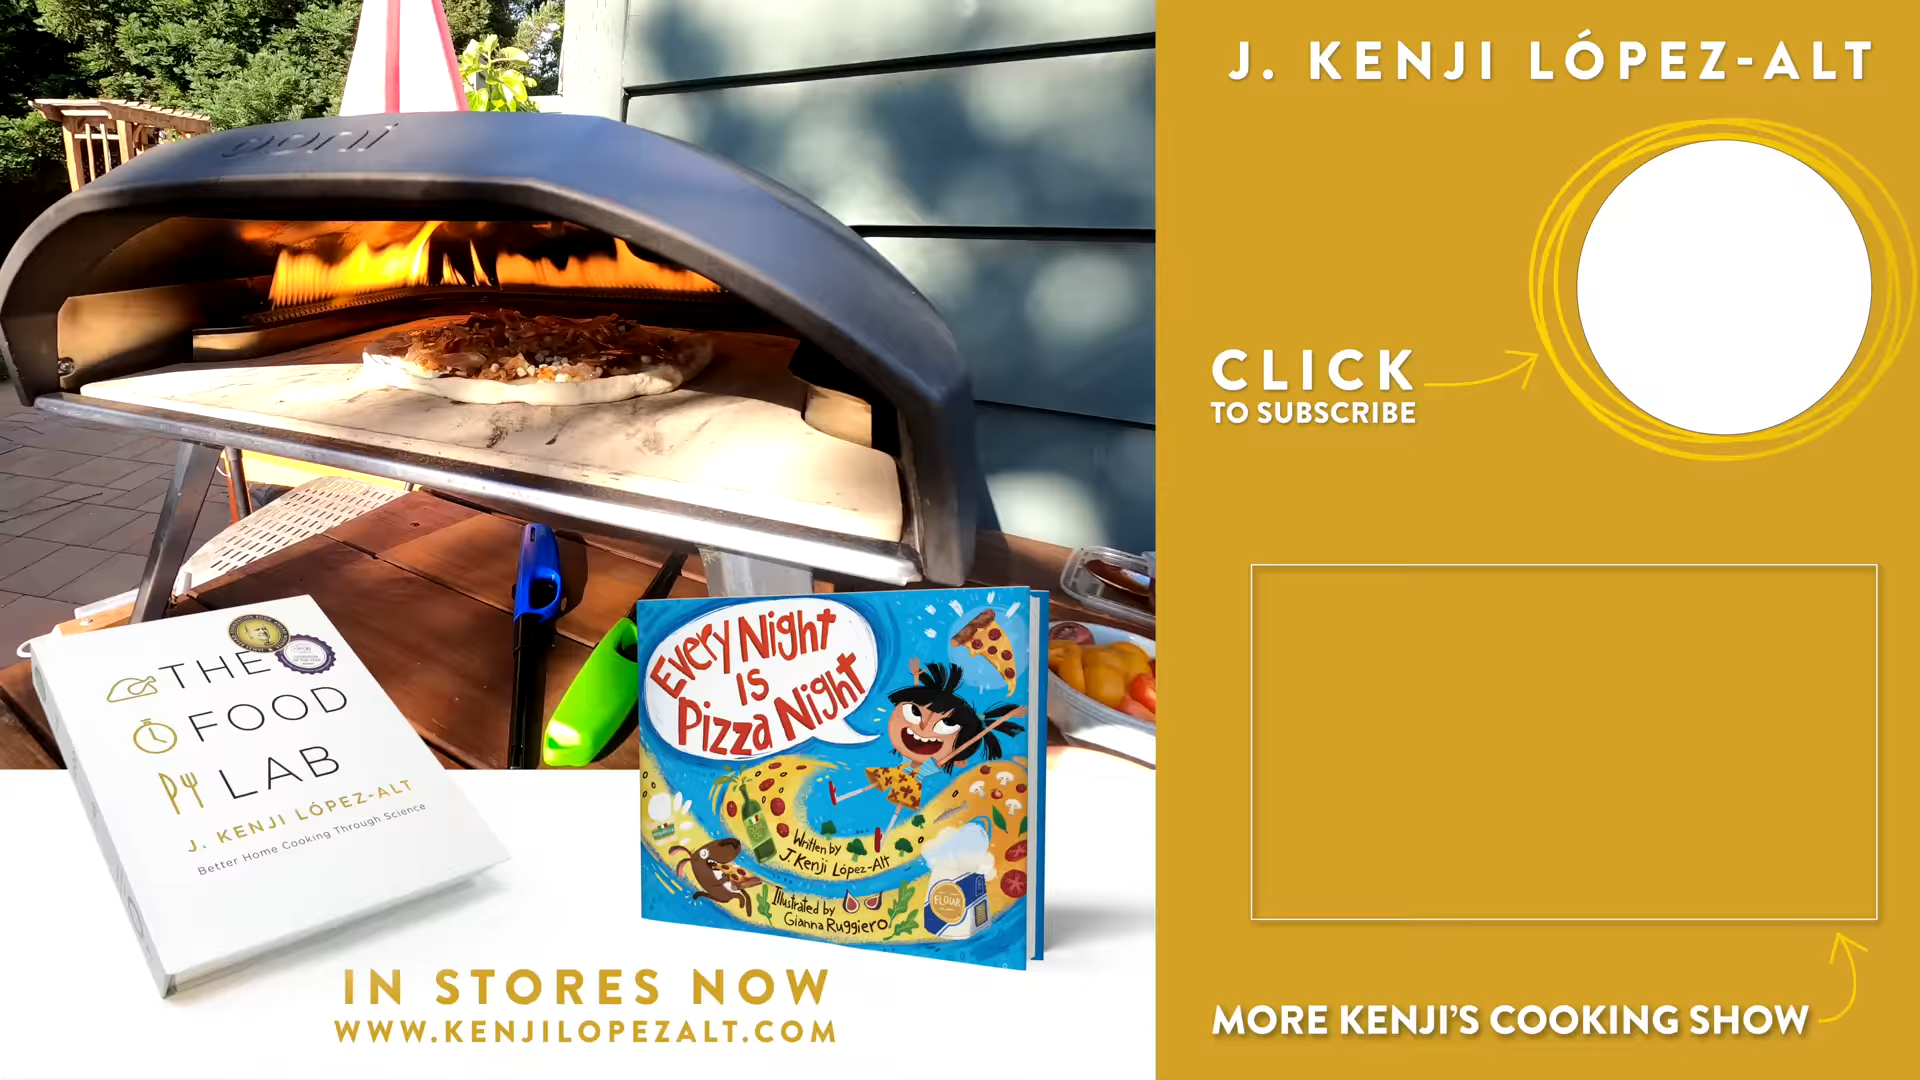 J. KENJI LÓPEZ-ALT
ooni
CLICK
TO SUBSCRIBE
THE
FOOD
LAB
J. KENJI LÓPEZ-ALT
Better Home Cooking Through Science
Every Night
Is
Pizza Night
Written by
J. Kenji López-Alt
Illustrated by
Gianna Ruggiero
FLOUR
IN STORES NOW
WWW.KENJILOPEZALT.COM
MORE KENJI'S COOKING SHOW